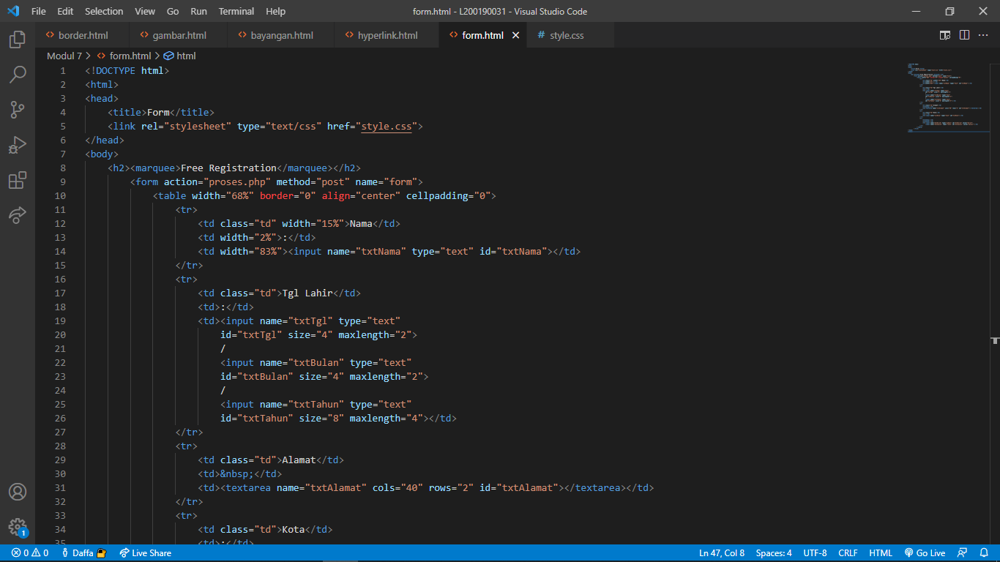 File Edit Selection View Go Run Terminal Help form.html - L200190031 - Visual Studio Code
border.html gambar.html bayangan.html hyperlink.html form.html style.css
Modul 7 > form.html > html
1 <!DOCTYPE html>
2 <html>
3 <head>
4 <title>Form</title>
5 <link rel="stylesheet" type="text/css" href="style.css">
6 </head>
7 <body>
8 <h2><marquee>Free Registration</marquee></h2>
9 <form action="proses.php" method="post" name="form">
10 <table width="68%" border="0" align="center" cellpadding="0">
11 <tr>
12 <td class="td" width="15%">Nama</td>
13 <td width="2%">:</td>
14 <td width="83%"><input name="txtNama" type="text" id="txtNama"></td>
15 </tr>
16 <tr>
17 <td class="td">Tgl Lahir</td>
18 <td>:</td>
19 <td><input name="txtTgl" type="text"
20 id="txtTgl" size="4" maxlength="2">
21 /
22 <input name="txtBulan" type="text"
23 id="txtBulan" size="4" maxlength="2">
24 /
25 <input name="txtTahun" type="text"
26 id="txtTahun" size="8" maxlength="4"></td>
27 </tr>
28 <tr>
29 <td class="td">Alamat</td>
30 <td>&nbsp;</td>
31 <td><textarea name="txtAlamat" cols="40" rows="2" id="txtAlamat"></textarea></td>
32 </tr>
33 <tr>
34 <td class="td">Kota</td>
35 <td>:</td>
1
0 0 Daffa Live Share Ln 47, Col 8 Spaces: 4 UTF-8 CRLF HTML Go Live